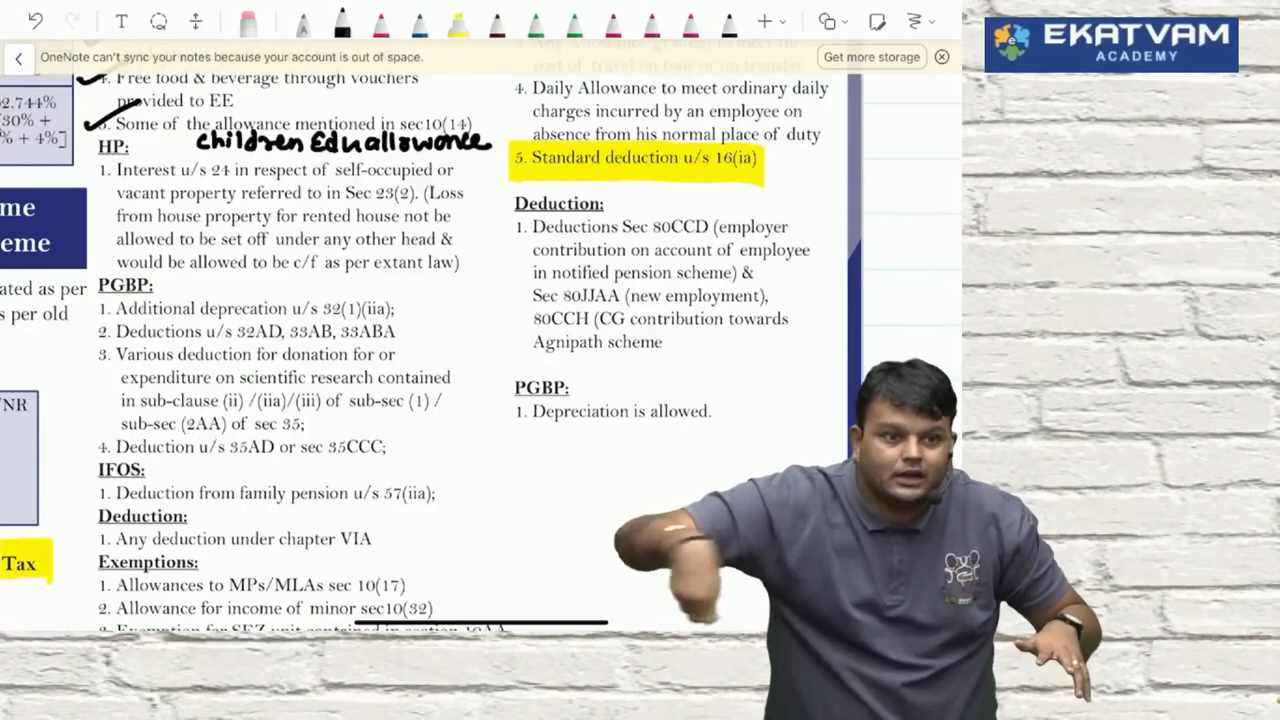 OneNote can't sync your notes because your account is out of space.
Get more storage
EKATVAM
ACADEMY
2.744%
30% +
% + 4%]
me
eme
ated as per
s per old
NR
Tax
4. Free food & beverage through vouchers
provided to EE
Some of the allowance mentioned in sec10(14)
children Edu allowance
HP:
1. Interest u/s 24 in respect of self-occupied or
vacant property referred to in Sec 23(2). (Loss
from house property for rented house not be
allowed to be set off under any other head &
would be allowed to be c/f as per extant law)
PGBP:
1. Additional deprecation u/s 32(1)(iia);
2. Deductions u/s 32AD, 33AB, 33ABA
3. Various deduction for donation for or
expenditure on scientific research contained
in sub-clause (ii) /(iia)/(iii) of sub-sec (1) /
sub-sec (2AA) of sec 35;
4. Deduction u/s 35AD or sec 35CCC;
IFOS:
1. Deduction from family pension u/s 57(iia);
Deduction:
1. Any deduction under chapter VIA
Exemptions:
1. Allowances to MPs/MLAs sec 10(17)
2. Allowance for income of minor sec10(32)
cost of travel on tour or on transfer
4. Daily Allowance to meet ordinary daily
charges incurred by an employee on
absence from his normal place of duty
5. Standard deduction u/s 16(ia)
Deduction:
1. Deductions Sec 80CCD (employer
contribution on account of employee
in notified pension scheme) &
Sec 80JJAA (new employment),
80CCH (CG contribution towards
Agnipath scheme
PGBP:
1. Depreciation is allowed.